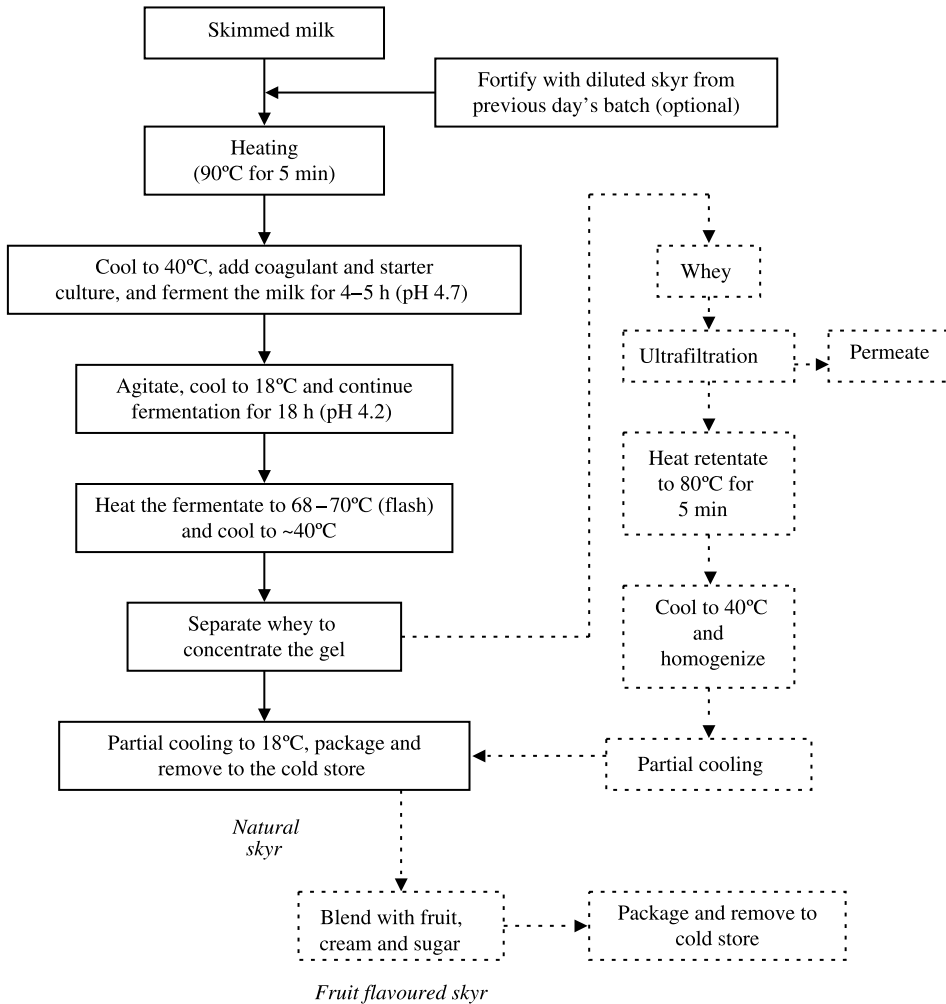 Skimmed milk
Fortify with diluted skyr from
previous day's batch (optional)
Heating
(90ºC for 5 min)
Cool to 40ºC, add coagulant and starter
culture, and ferment the milk for 4–5 h (pH 4.7)
Agitate, cool to 18ºC and continue
fermentation for 18 h (pH 4.2)
Heat the fermentate to 68–70ºC (flash)
and cool to ~40ºC
Separate whey to
concentrate the gel
Partial cooling to 18ºC, package and
remove to the cold store
Whey
Ultrafiltration
Permeate
Heat retentate
to 80ºC for
5 min
Cool to 40ºC
and
homogenize
Partial cooling
Natural
skyr
Blend with fruit,
cream and sugar
Package and remove to
cold store
Fruit flavoured skyr